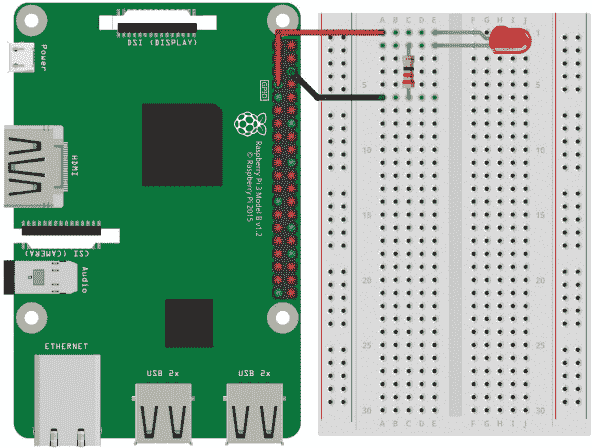 A B C D E F G H I J
DSI (DISPLAY)
1
Power
GPIO
5 5
HDMI
Raspberry Pi 3 Model B v1.2
© Raspberry Pi 2015
10 10
15 15
CSI (CAMERA)
Audio
20 20
ETHERNET
25 25
USB 2x USB 2x
30 30
A B C D E F G H I J